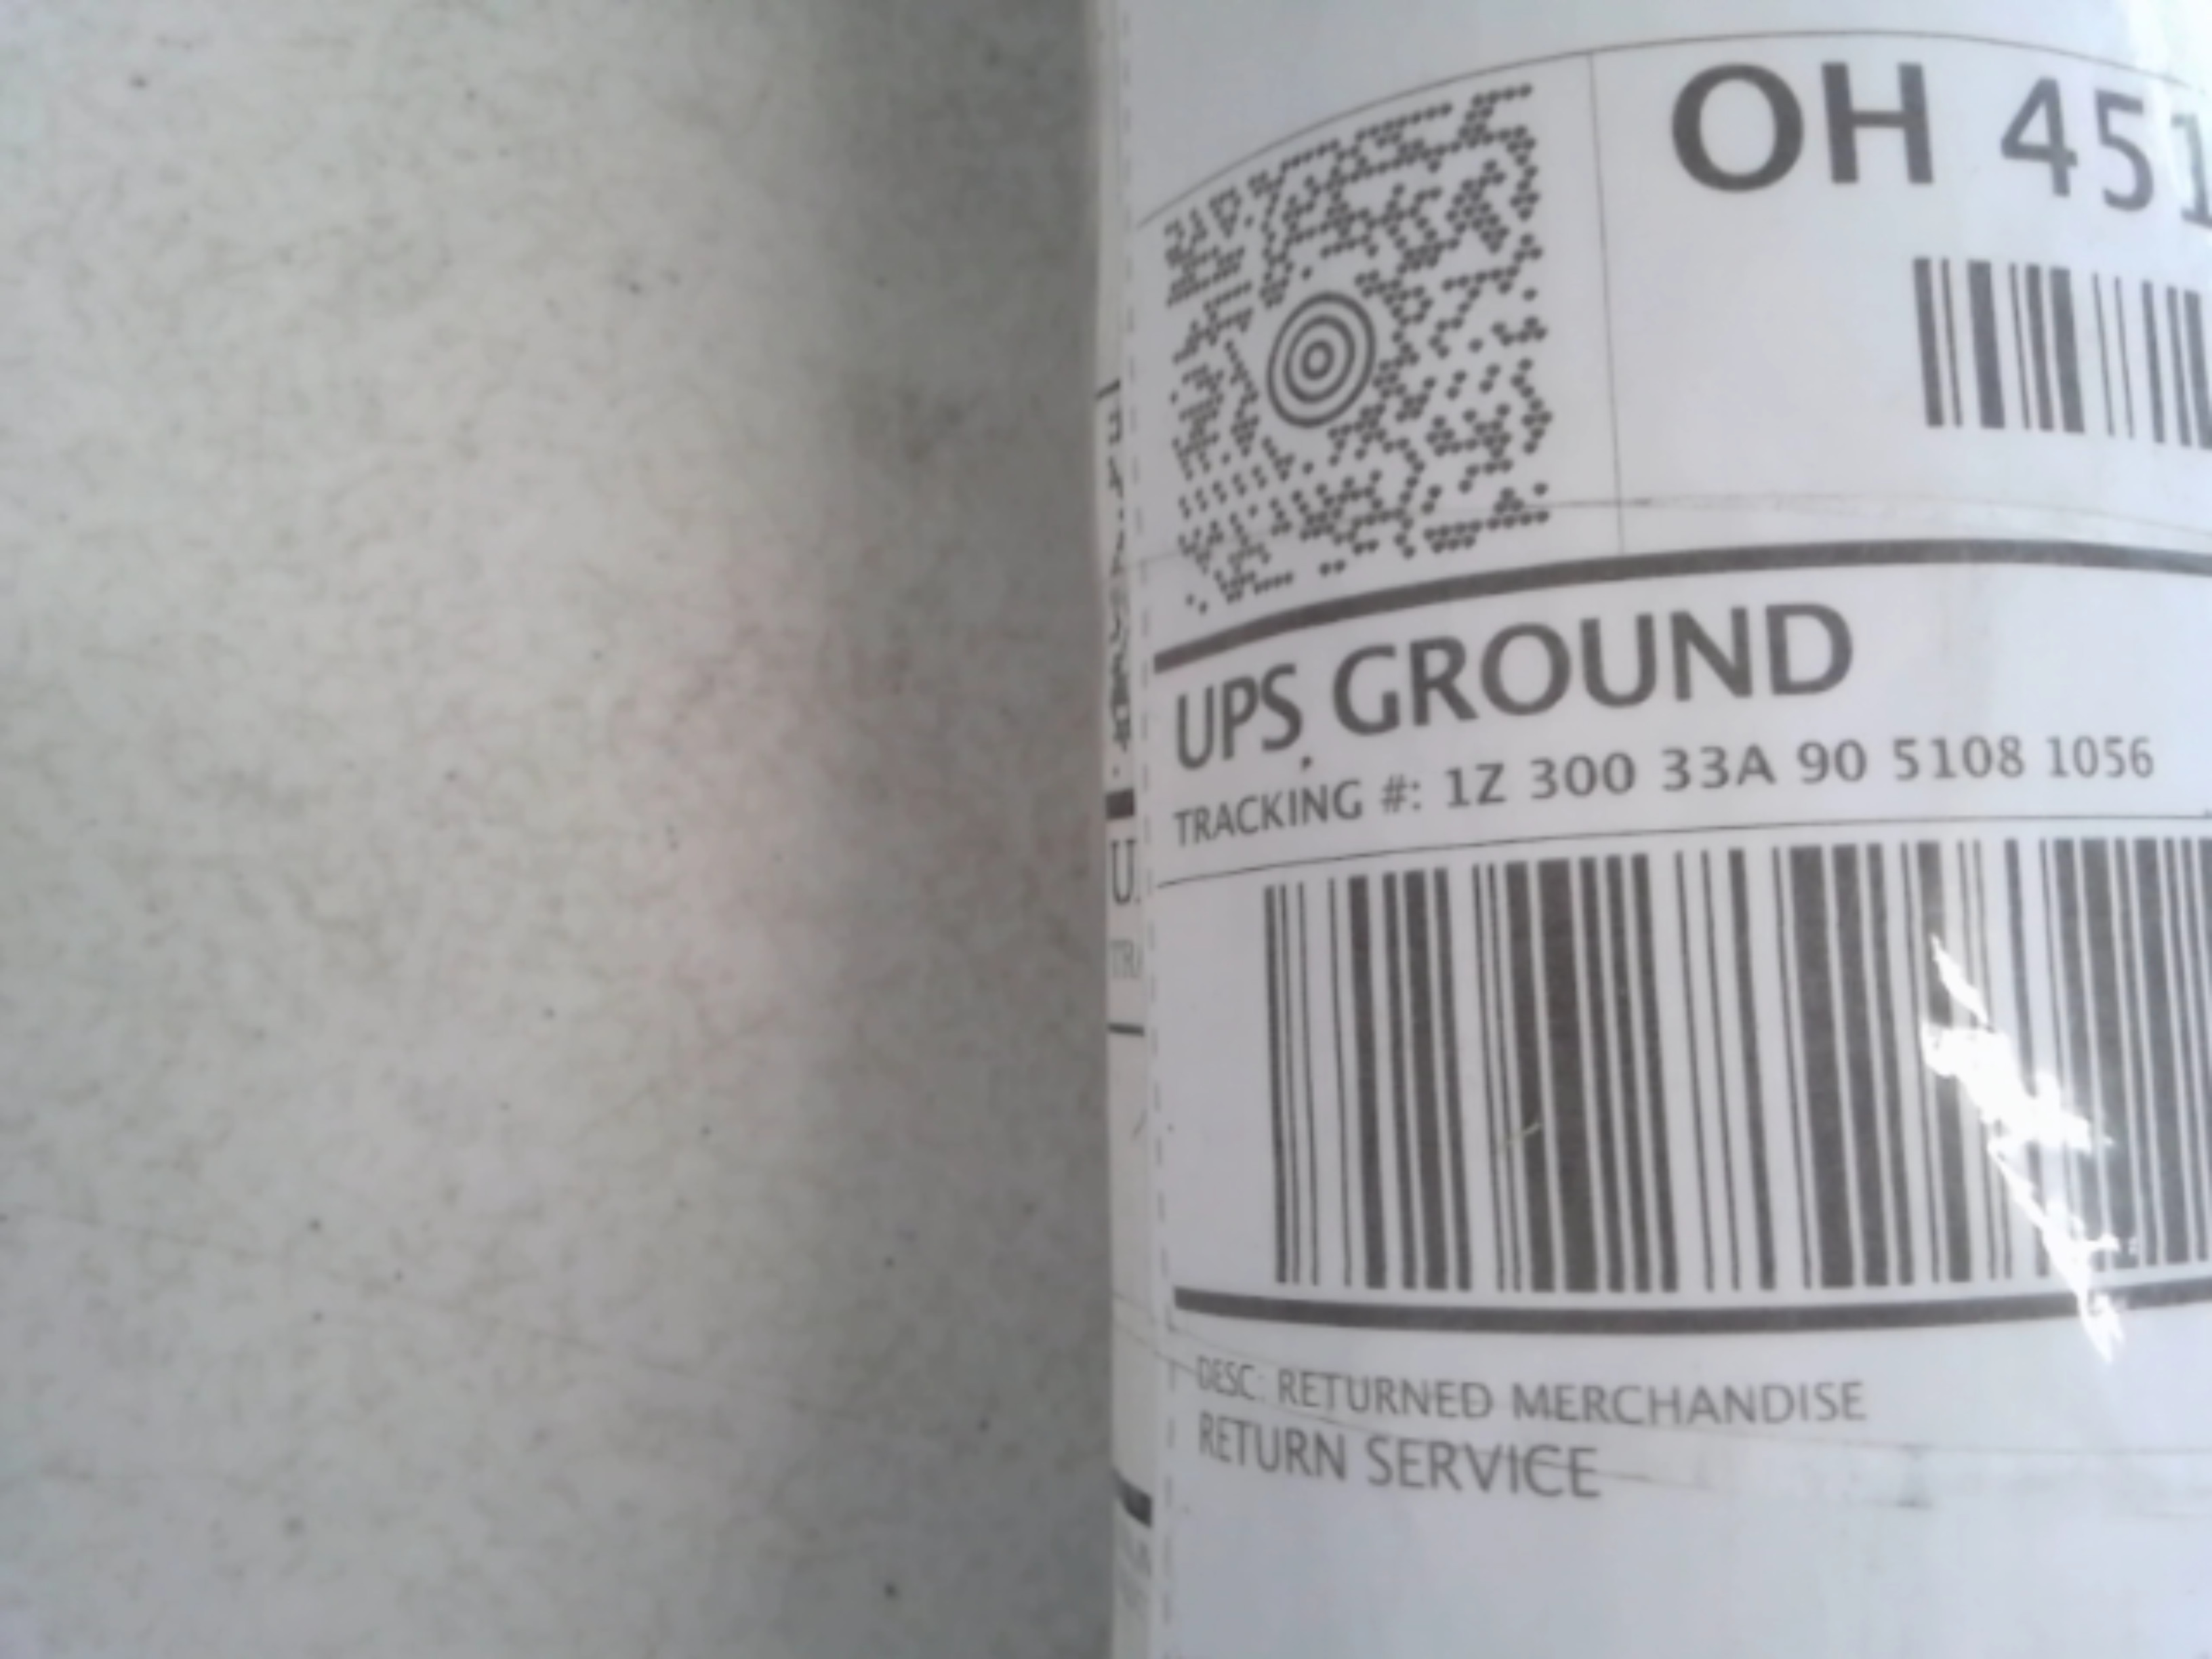 OH 451
UPS GROUND
TRACKING #: 1Z 300 33A 90 5108 1056
DESC: RETURNED MERCHANDISE
RETURN SERVICE